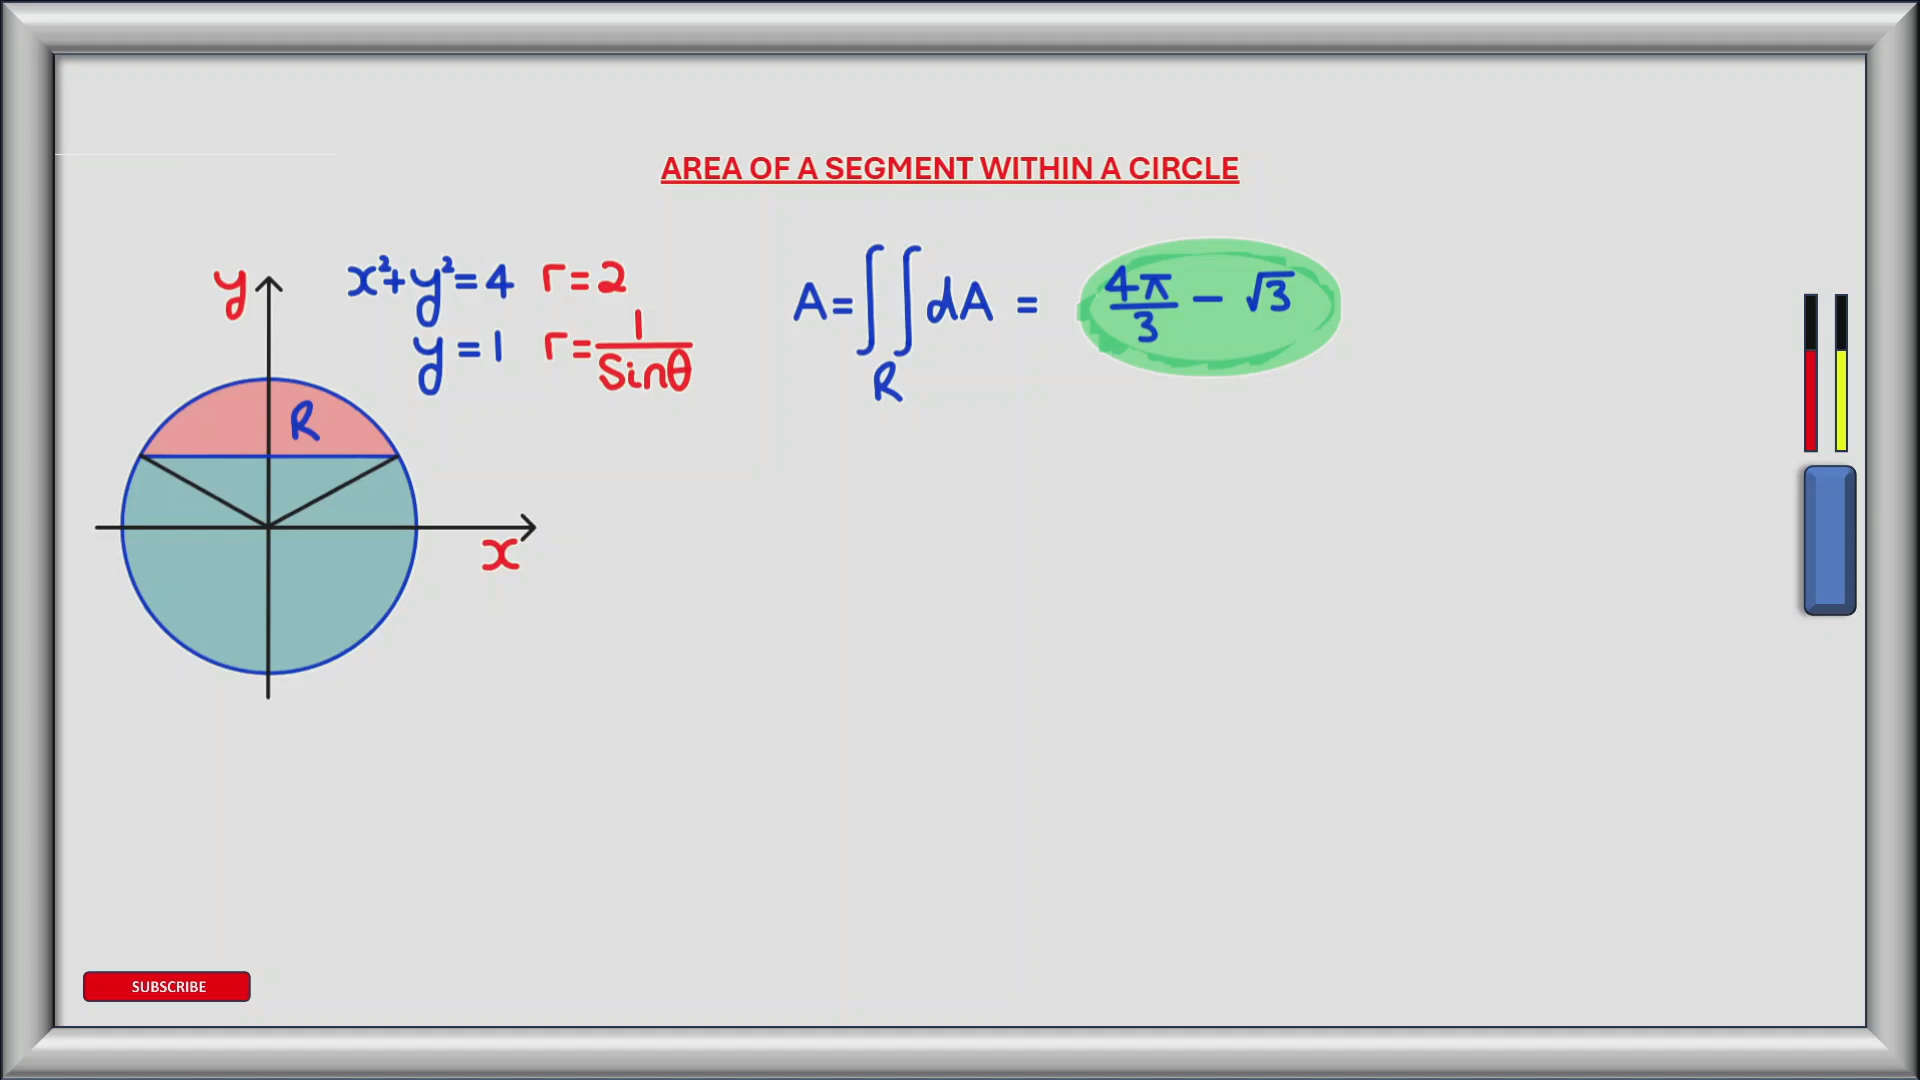 AREA OF A SEGMENT WITHIN A CIRCLE
y
x²+y²=4 r=2
y=1 r=1/Sinθ
A=∫∫dA = 4π/3 - √3
R
R
x
SUBSCRIBE